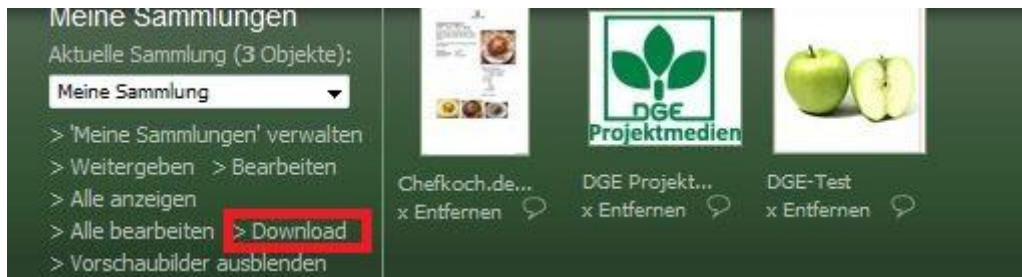 Meine Sammlungen
Aktuelle Sammlung (3 Objekte):
Meine Sammlung
> 'Meine Sammlungen' verwalten
> Weitergeben > Bearbeiten
> Alle anzeigen
> Alle bearbeiten > Download
> Vorschaubilder ausblenden
DGE
Projektmedien
Chefkoch.de...
x Entfernen
DGE Projekt...
x Entfernen
DGE-Test
x Entfernen